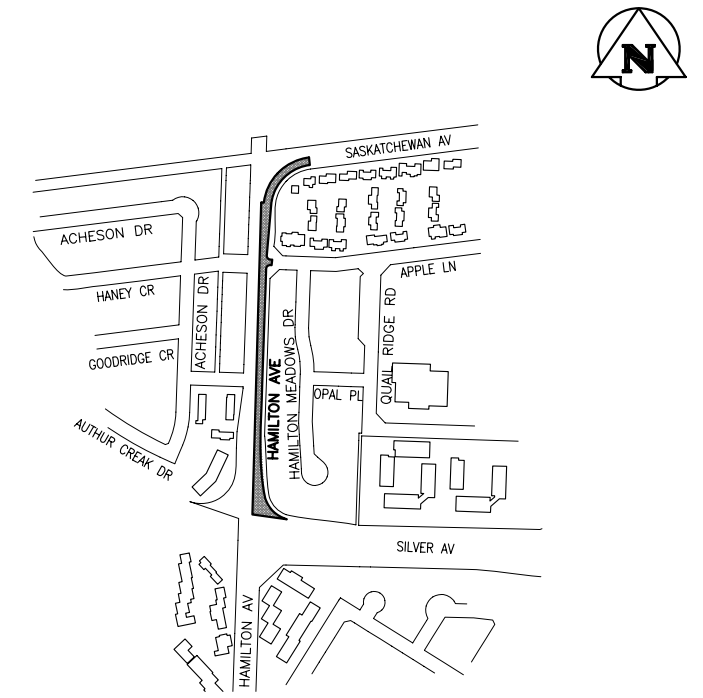 N
SASKATCHEWAN AV
ACHESON DR
APPLE LN
HANEY CR
ACHESON DR
QUAIL RIDGE RD
HAMILTON MEADOWS DR
HAMILTON AVE
GOODRIDGE CR
OPAL PL
AUTHUR CREAK DR
SILVER AV
HAMILTON AV